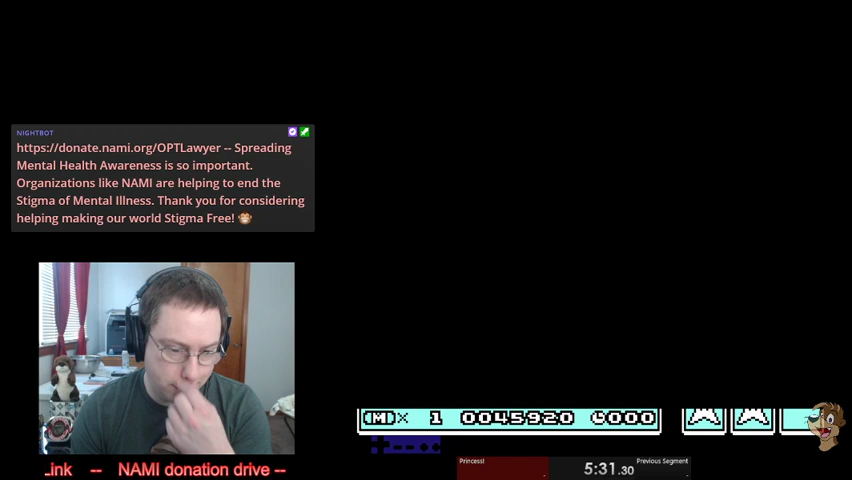 NIGHTBOT
https://donate.nami.org/OPTLawyer -- Spreading
Mental Health Awareness is so important.
Organizations like NAMI are helping to end the
Stigma of Mental Illness. Thank you for considering
helping making our world Stigma Free!
Link -- NAMI donation drive --
M x 1 0045920 000
Princess!
-
5:31.30
Previous Segment
-